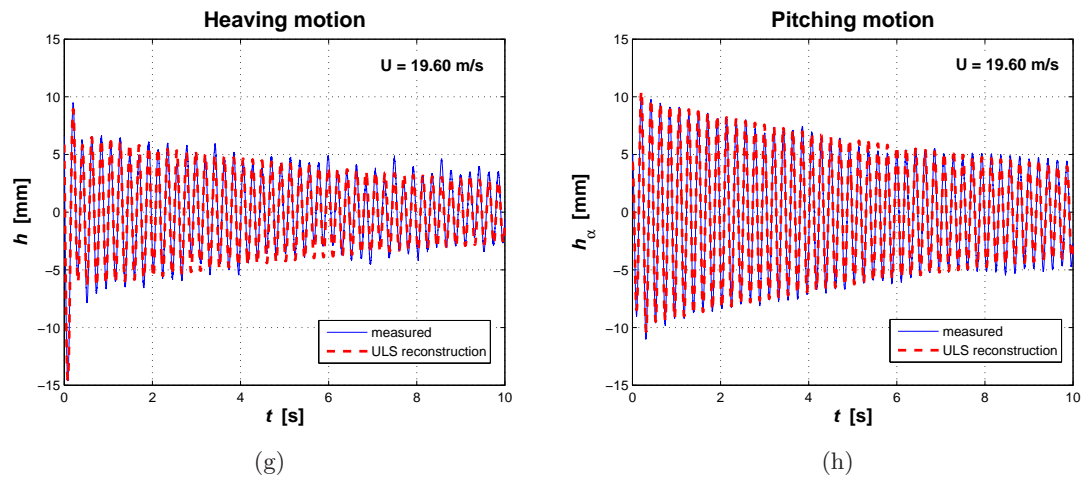 Heaving motion
15
10
5
0
−5
−10
−15
h [mm]
U = 19.60 m/s
measured
ULS reconstruction
0 2 4 6 8 10
t [s]
(g)
Pitching motion
15
10
5
0
−5
−10
−15
hα [mm]
U = 19.60 m/s
measured
ULS reconstruction
0 2 4 6 8 10
t [s]
(h)